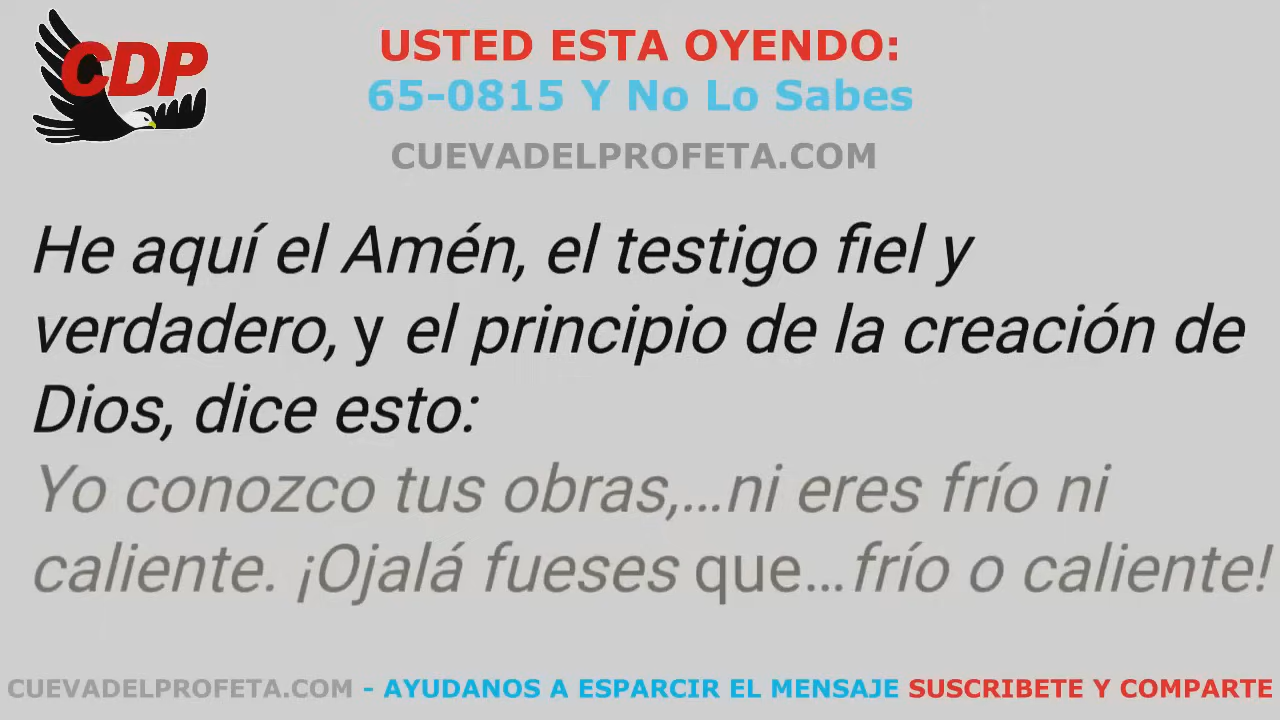 CDP
USTED ESTA OYENDO:
65-0815 Y No Lo Sabes
CUEVADELPROFETA.COM
He aquí el Amén, el testigo fiel y
verdadero, y el principio de la creación de
Dios, dice esto:
Yo conozco tus obras,...ni eres frío ni
caliente. ¡Ojalá fueses que...frío o caliente!
CUEVADELPROFETA.COM - AYUDANOS A ESPARCIR EL MENSAJE SUSCRIBETE Y COMPARTE